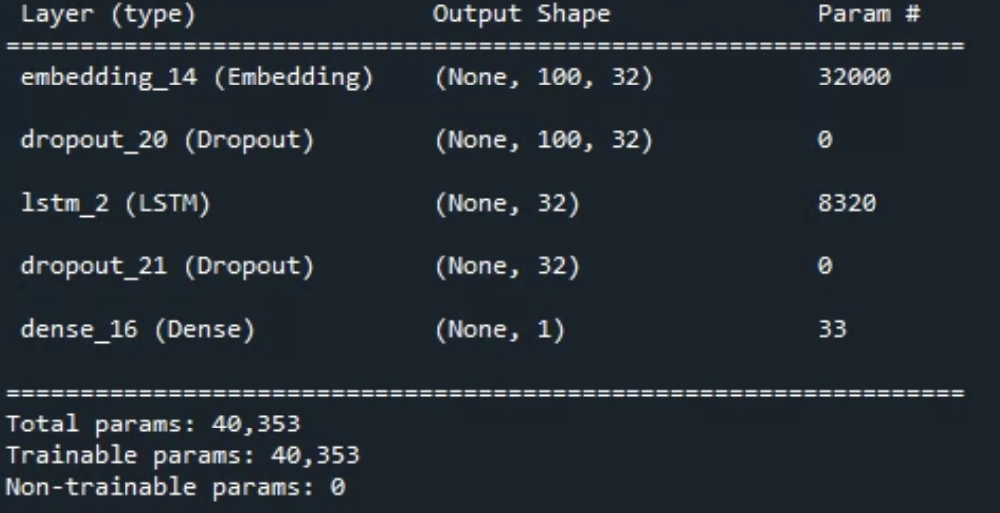 Layer (type) Output Shape Param #
=================================================================
embedding_14 (Embedding) (None, 100, 32) 32000
dropout_20 (Dropout) (None, 100, 32) 0
lstm_2 (LSTM) (None, 32) 8320
dropout_21 (Dropout) (None, 32) 0
dense_16 (Dense) (None, 1) 33
=================================================================
Total params: 40,353
Trainable params: 40,353
Non-trainable params: 0